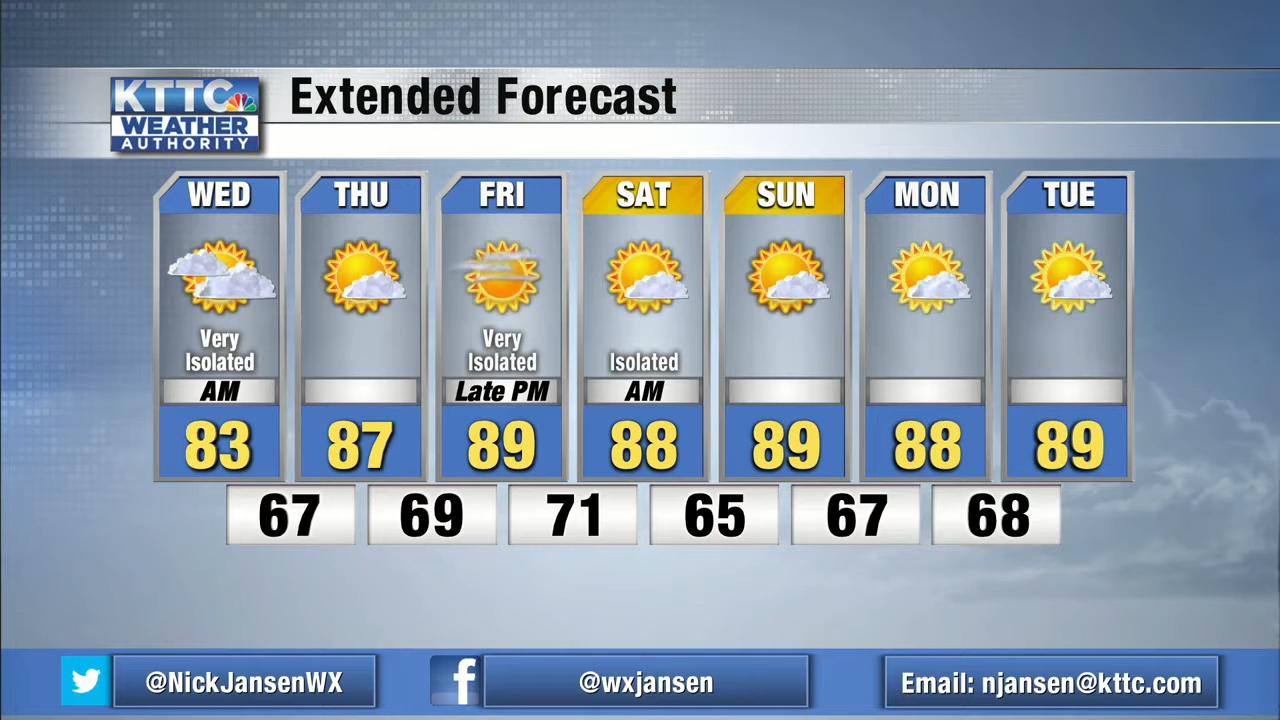 KTTC
WEATHER
AUTHORITY
Extended Forecast
WED THU FRI SAT SUN MON TUE
Very
Isolated
AM
Very
Isolated
Late PM
Isolated
AM
83 87 89 88 89 88 89
67 69 71 65 67 68
@NickJansenWX
f
@wxjansen
Email: njansen@kttc.com